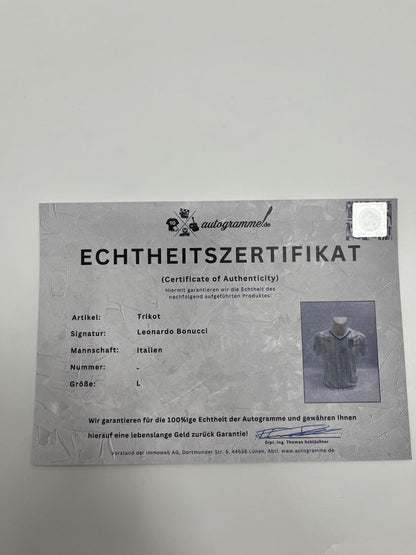 autogramme.de
ECHTHEITSZERTIFIKAT
(Certificate of Authenticity)
Hiermit garantieren wir die Echtheit des
nachfolgend aufgeführten Produktes:
Artikel: Trikot
Signatur: Leonardo Bonucci
Mannschaft: Italien
Nummer: -
Größe: L
Wir garantieren für die 100%ige Echtheit der Autogramme und gewähren Ihnen
hierauf eine lebenslange Geld zurück Garantie!
Dipl. Ing. Thomas Schlüchter
Vorstand der Immoweb AG, Dortmunder Str. 5, 44536 Lünen, Abtl. www.autogramme.de